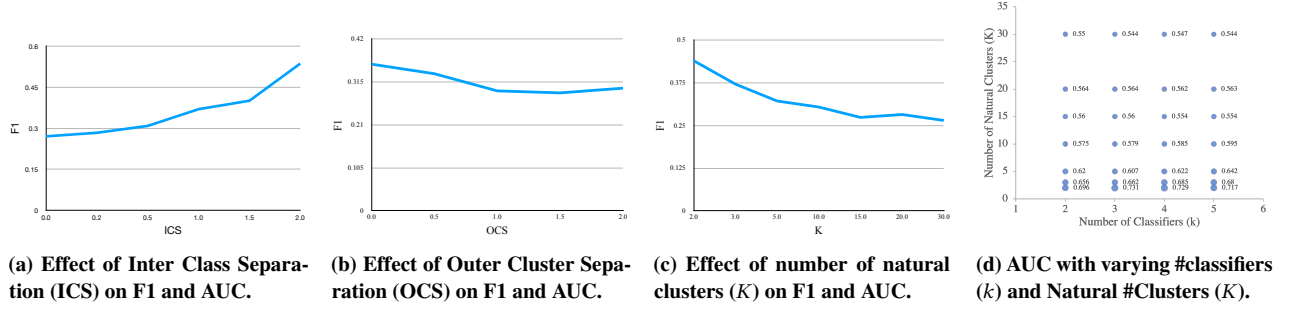 0.6
0.45
0.3
0.15
0
F1
0.0
0.2
0.5
1.0
1.5
2.0
ICS
(a) Effect of Inter Class Separa-
tion (ICS) on F1 and AUC.
0.42
0.315
0.21
0.105
0
F1
0.0
0.5
1.0
1.5
2.0
OCS
(b) Effect of Outer Cluster Sepa-
ration (OCS) on F1 and AUC.
0.5
0.375
0.25
0.125
0
F1
2.0
3.0
5.0
10.0
15.0
20.0
30.0
K
(c) Effect of number of natural
clusters (K) on F1 and AUC.
35
30
25
20
15
10
5
0
Number of Natural Clusters (K)
0.55 0.544 0.547 0.544
0.564 0.564 0.562 0.563
0.56 0.56 0.554 0.554
0.575 0.579 0.585 0.595
0.62 0.607 0.622 0.642
0.656 0.662 0.685 0.68
0.696 0.731 0.729 0.717
1 2 3 4 5 6
Number of Classifiers (k)
(d) AUC with varying #classifiers
(k) and Natural #Clusters (K).